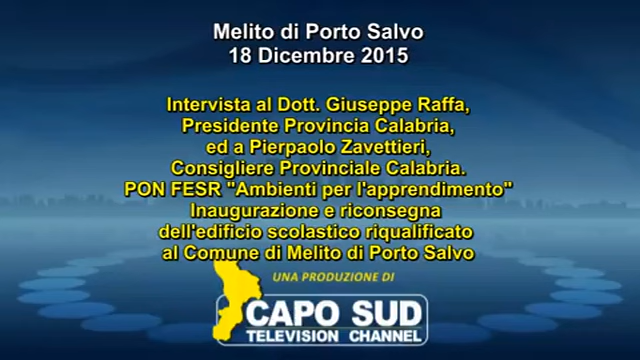 Melito di Porto Salvo
18 Dicembre 2015
Intervista al Dott. Giuseppe Raffa,
Presidente Provincia Calabria,
ed a Pierpaolo Zavettieri,
Consigliere Provinciale Calabria.
PON FESR "Ambienti per l'apprendimento"
Inaugurazione e riconsegna
dell'edificio scolastico riqualificato
al Comune di Melito di Porto Salvo
UNA PRODUZIONE DI
CAPO SUD
TELEVISION CHANNEL